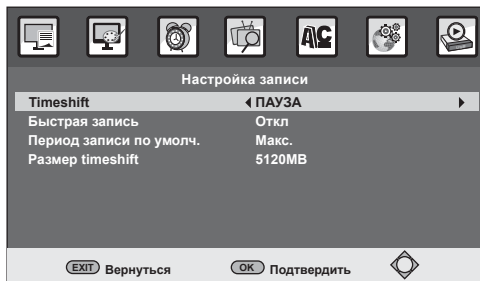 АС
Настройка записи
Timeshift ПАУЗА
Быстрая запись Откл
Период записи по умолч. Макс.
Размер timeshift 5120MB
EXIT Вернуться OK Подтвердить